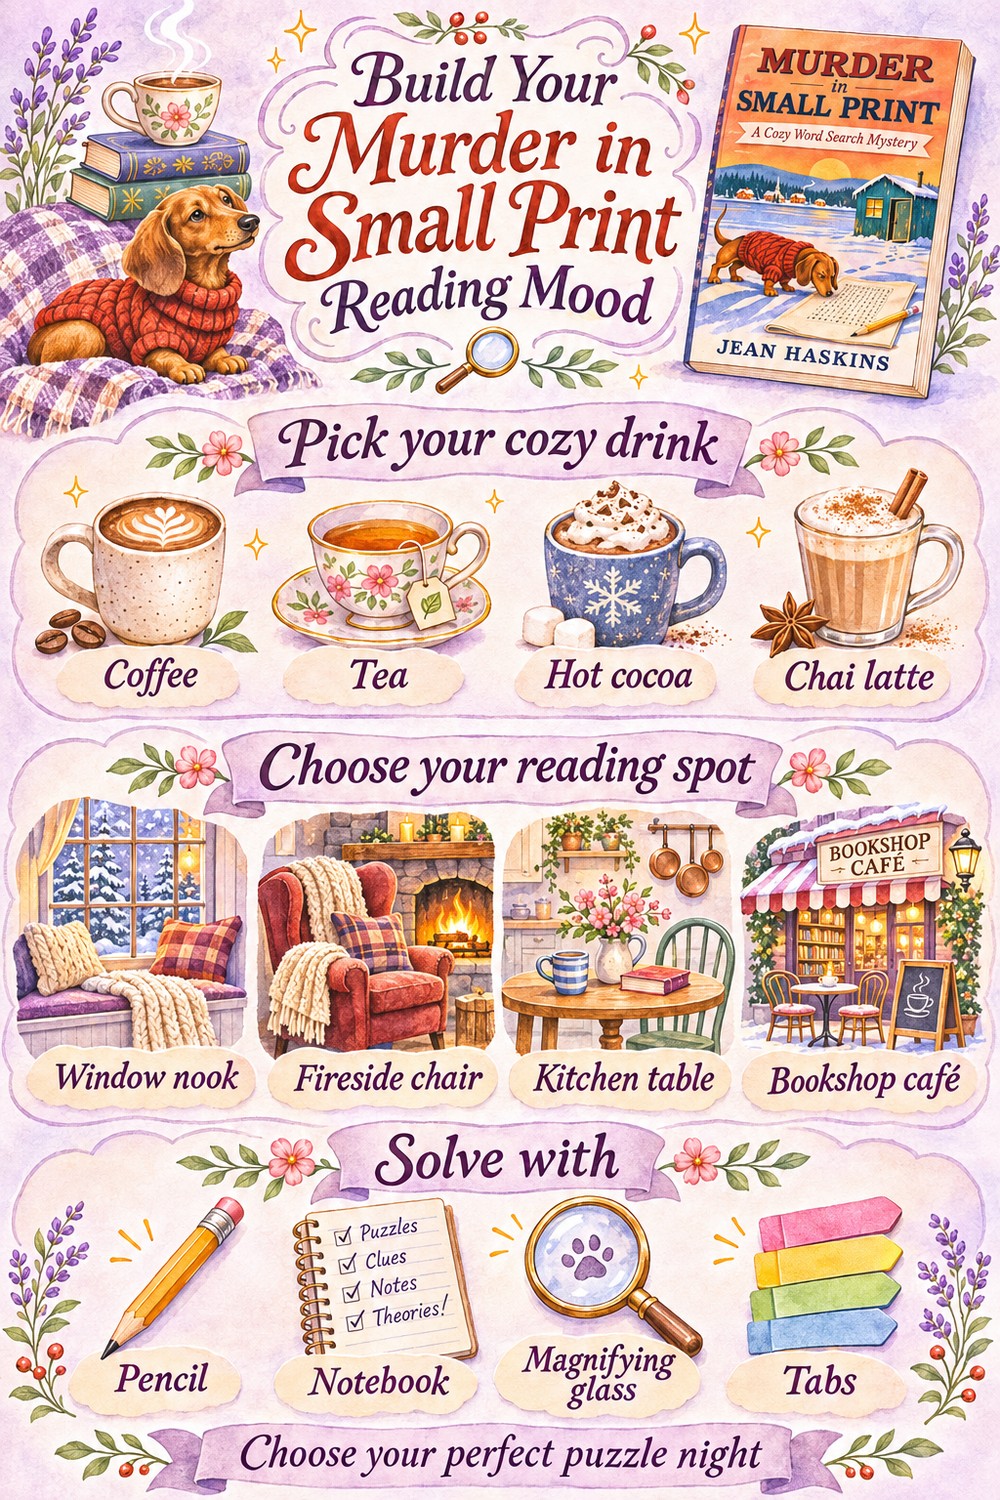 Build Your
Murder in
Small Print
Reading Mood
MURDER
in
SMALL PRINT
A Cozy Word Search Mystery
JEAN HASKINS
Pick your cozy drink
Coffee
Tea
Hot cocoa
Chai latte
Choose your reading spot
BOOKSHOP
CAFÉ
Window nook
Fireside chair
Kitchen table
Bookshop café
Solve with
Puzzles
Clues
Notes
Theories!
Pencil
Notebook
Magnifying
glass
Tabs
Choose your perfect puzzle night